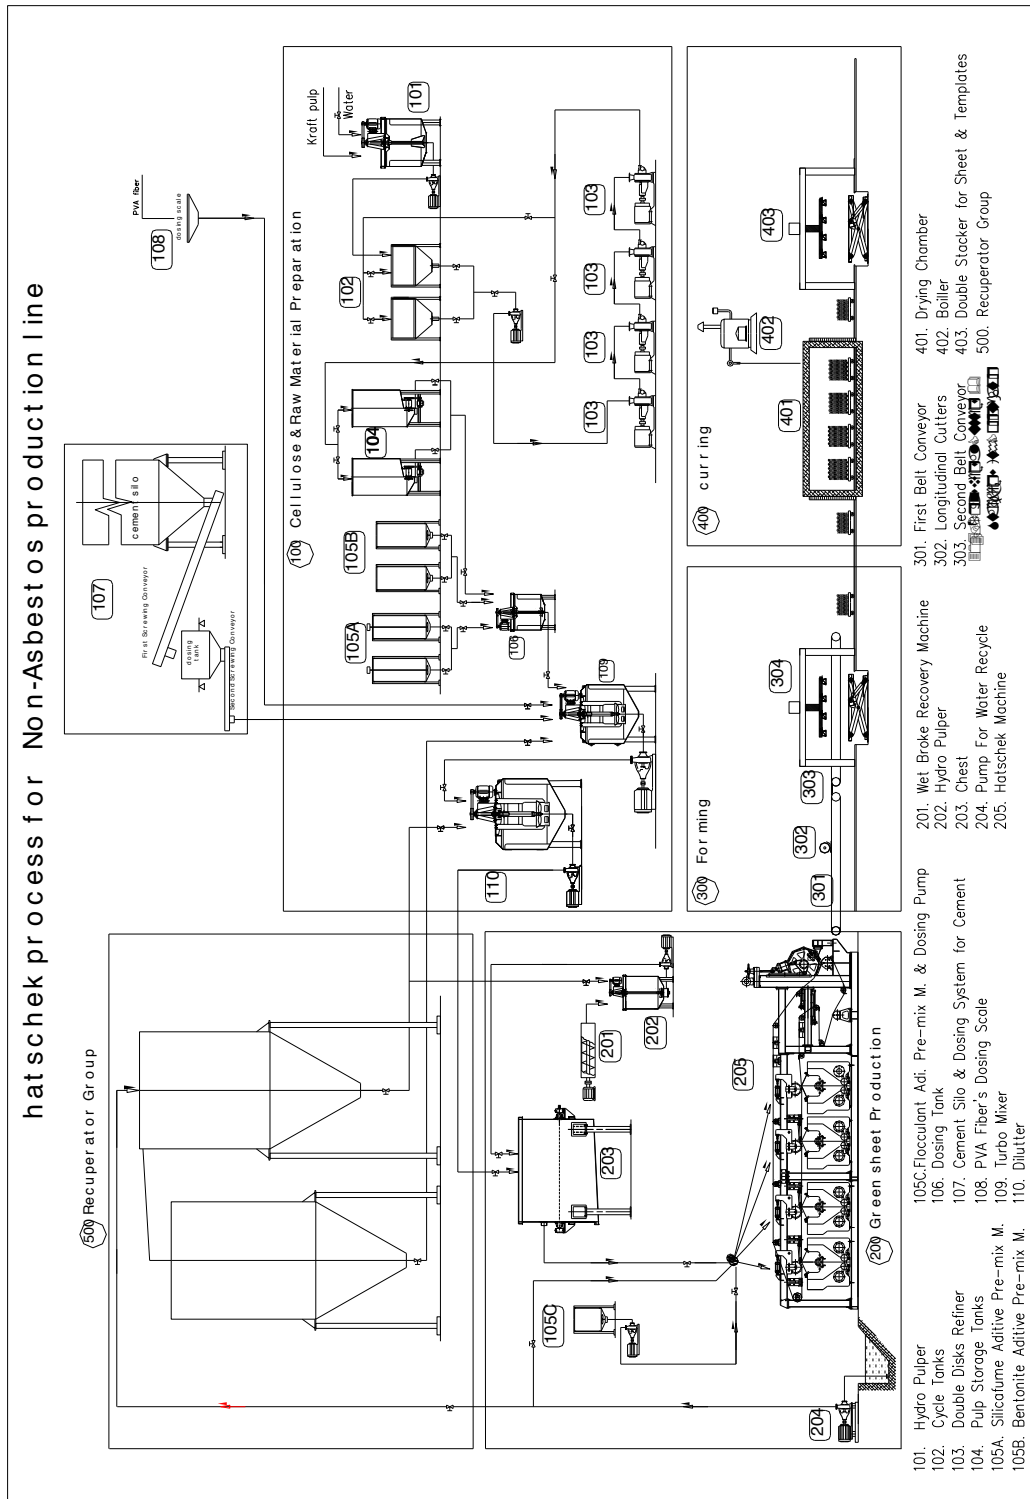 hatschek process for Non-Asbestos production line
500 Recuperator Group
107
cement silo
First Screwing Conveyor
dosing tank
Second Screwing Conveyor
108
PVA fiber
dosing scale
100 Cellulose & Raw Material Preparation
Kraft pulp
Water
101
102
103
103
103
103
104
105B
105A
106
109
110
200 Green sheet Production
201
202
203
204
205
105C
300 Forming
301
302
303
304
400 curring
401
402
403
101. Hydro Pulper
102. Cycle Tanks
103. Double Disks Refiner
104. Pulp Storage Tanks
105A. Silicafume Aditive Pre-mix M.
105B. Bentonite Aditive Pre-mix M.
105C.Flocculant Adi. Pre-mix M. & Dosing Pump
106. Dosing Tank
107. Cement Silo & Dosing System for Cement
108. PVA Fiber's Dosing Scale
109. Turbo Mixer
110. Dilutter
201. Wet Broke Recovery Machine
202. Hydro Pulper
203. Chest
204. Pump For Water Recycle
205. Hatschek Machine
301. First Belt Conveyor
302. Longitudinal Cutters
303. Second Belt Conveyor
401. Drying Chamber
402. Boiller
403. Double Stacker for Sheet & Templates
500. Recuperator Group